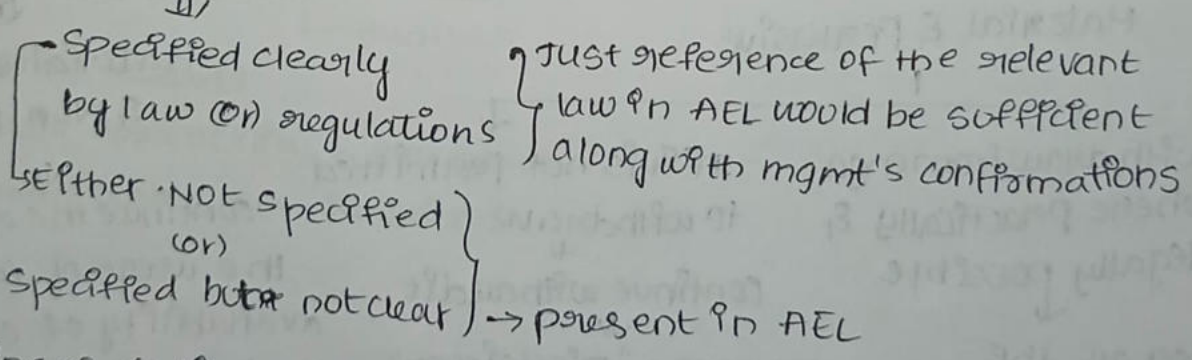 Specified clearly
by law (or) regulations
Just reference of the relevant
law in AEL would be sufficient
along with mgmt's confirmations
Either NOT specified
(or)
specified but not clear
→ present in AEL